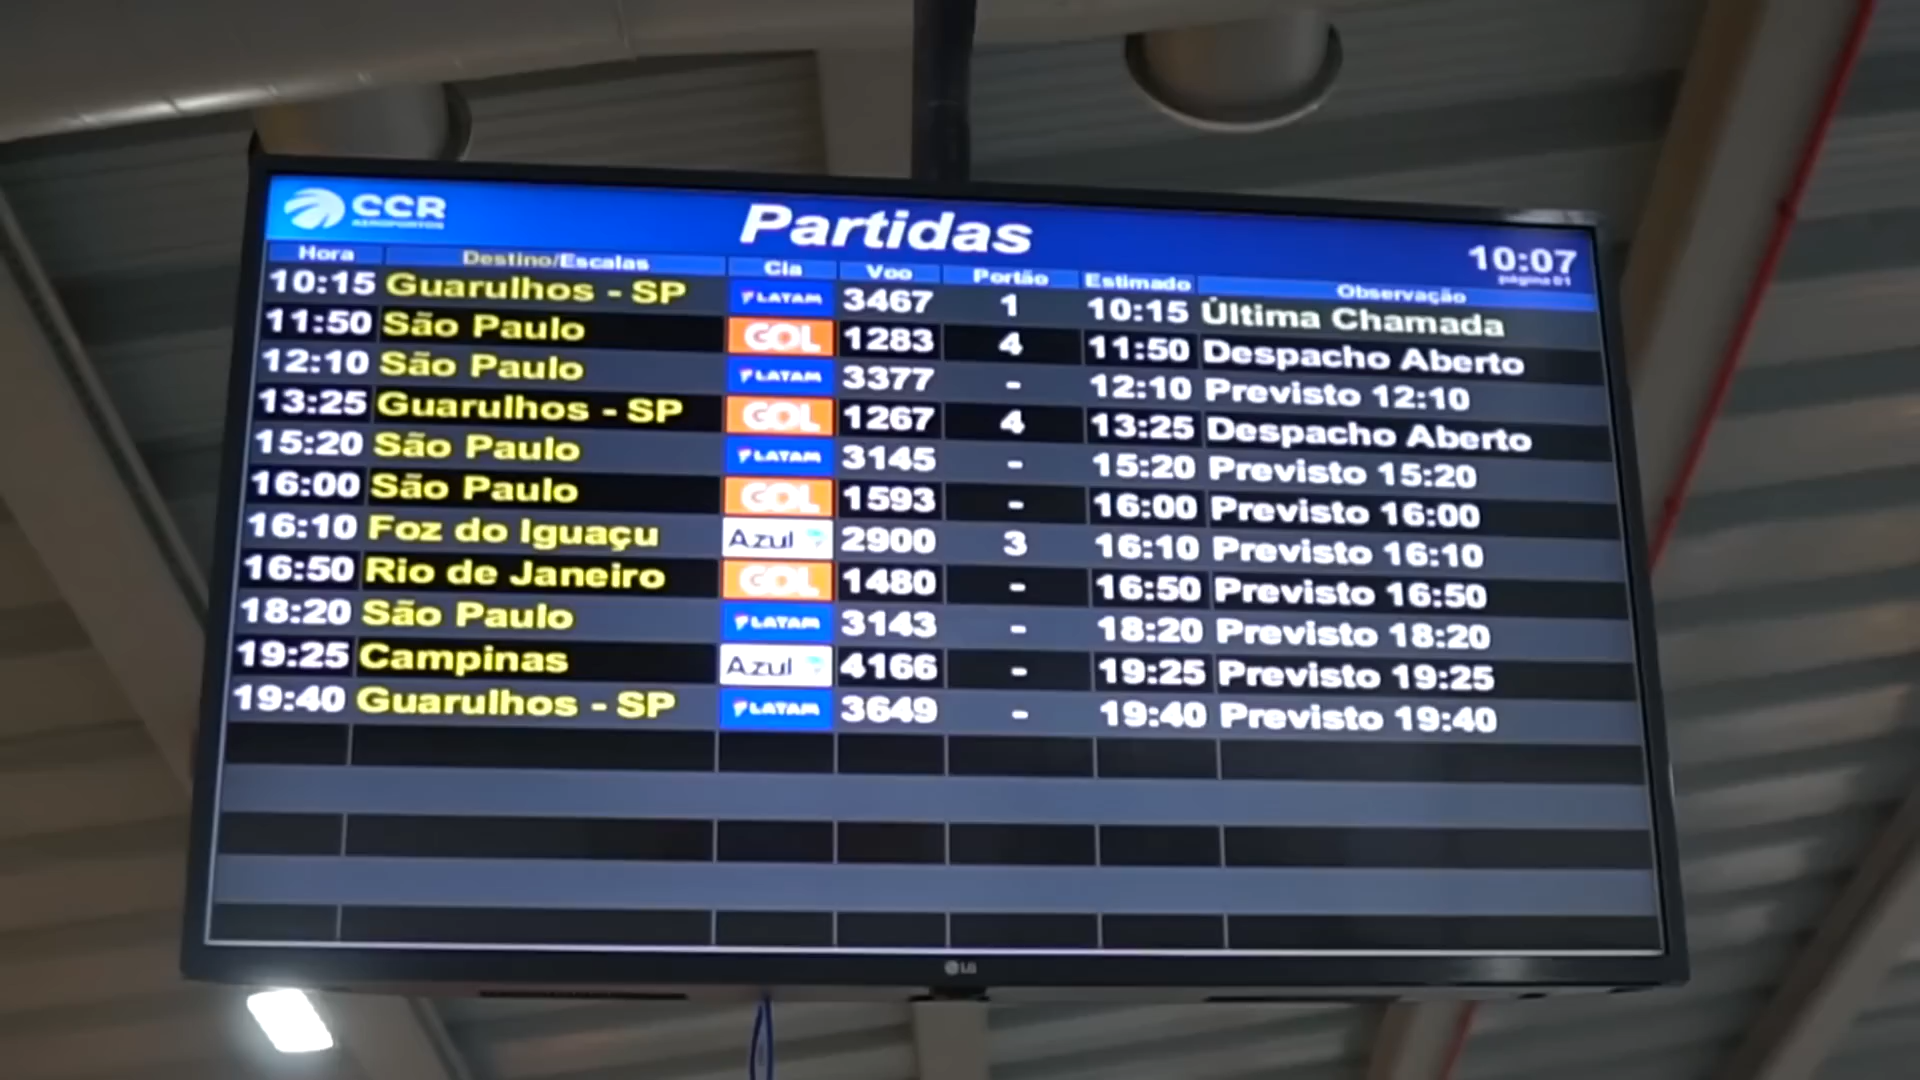 CCR
AEROPORTOS
Partidas
10:07
página 01
Hora Destino/Escalas Cia Voo Portão Estimado Observação
10:15 Guarulhos - SP LATAM 3467 1 10:15 Última Chamada
11:50 São Paulo GOL 1283 4 11:50 Despacho Aberto
12:10 São Paulo LATAM 3377 - 12:10 Previsto 12:10
13:25 Guarulhos - SP GOL 1267 4 13:25 Despacho Aberto
15:20 São Paulo LATAM 3145 - 15:20 Previsto 15:20
16:00 São Paulo GOL 1593 - 16:00 Previsto 16:00
16:10 Foz do Iguaçu Azul 2900 3 16:10 Previsto 16:10
16:50 Rio de Janeiro GOL 1480 - 16:50 Previsto 16:50
18:20 São Paulo LATAM 3143 - 18:20 Previsto 18:20
19:25 Campinas Azul 4166 - 19:25 Previsto 19:25
19:40 Guarulhos - SP LATAM 3649 - 19:40 Previsto 19:40
LG